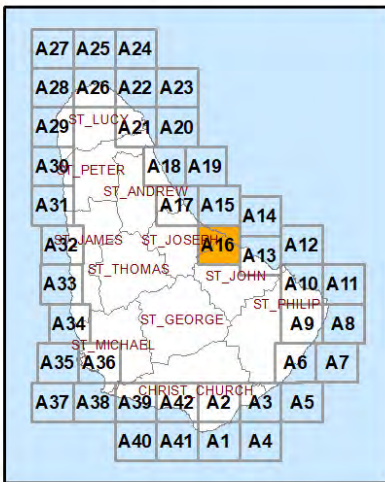 A27 A25 A24
A28 A26 A22 A23
A29 ST_LUCY A21 A20
A30 ST_PETER A18 A19
ST_ANDREW
A31 A17 A15 A14
A32 ST_JAMES ST_JOSEPH A16 A13 A12
A33 ST_THOMAS ST_JOHN A10 A11
A34 ST_GEORGE ST_PHILIP A9 A8
ST_MICHAEL
A35 A36 A6 A7
CHRIST_CHURCH
A37 A38 A39 A42 A2 A3 A5
A40 A41 A1 A4